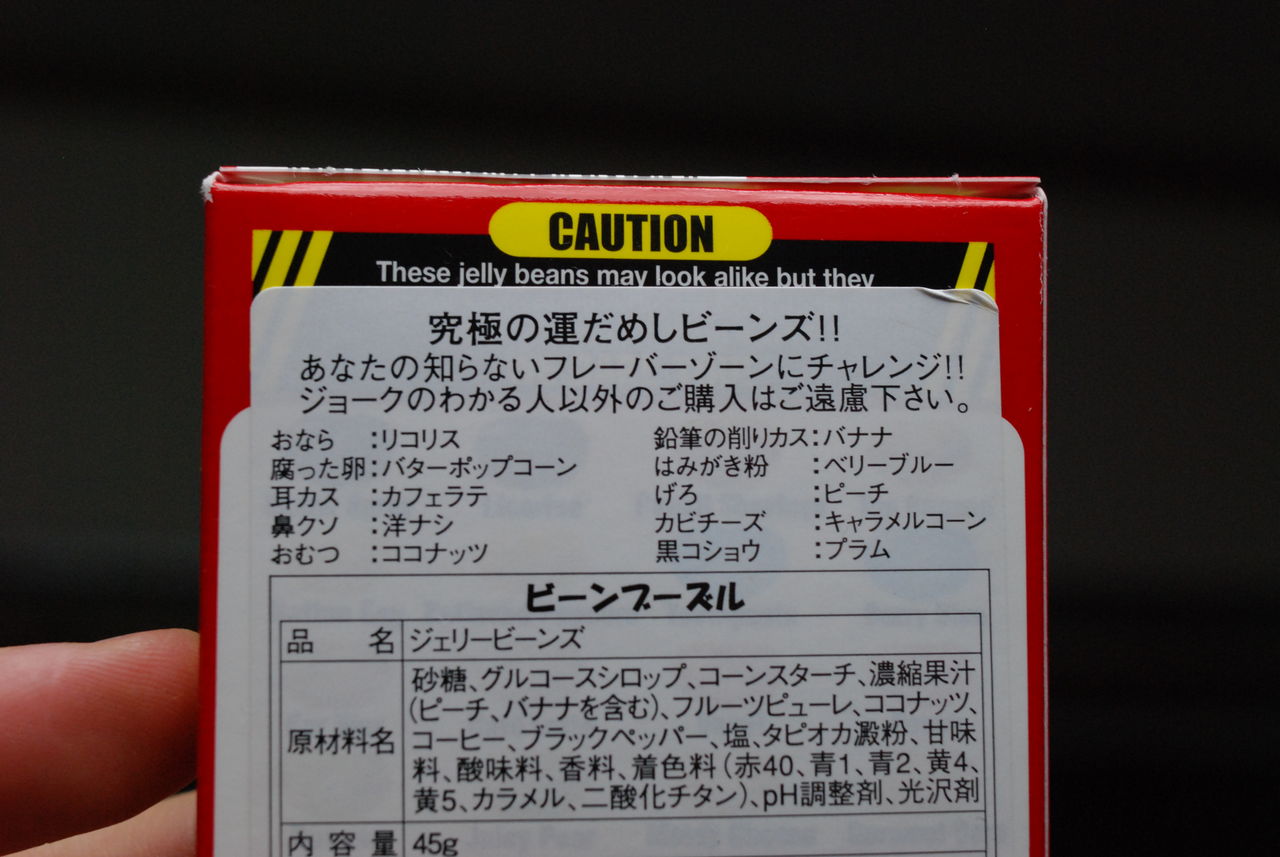 CAUTION
These jelly beans may look alike but they
究極の運だめしビーンズ!!
あなたの知らないフレーバーゾーンにチャレンジ!!
ジョークのわかる人以外のご購入はご遠慮下さい。
おなら :リコリス
腐った卵:バターポップコーン
耳カス :カフェラテ
鼻クソ :洋ナシ
おむつ :ココナッツ
鉛筆の削りカス:バナナ
はみがき粉 :ベリーブルー
げろ :ピーチ
カビチーズ :キャラメルコーン
黒コショウ :プラム
ビーンブーズル
品名 ジェリービーンズ
原材料名 砂糖、グルコースシロップ、コーンスターチ、濃縮果汁
(ピーチ、バナナを含む)、フルーツピューレ、ココナッツ、
コーヒー、ブラックペッパー、塩、タピオカ澱粉、甘味
料、酸味料、香料、着色料(赤40、青1、青2、黄4、
黄5、カラメル、二酸化チタン)、pH調整剤、光沢剤
内容量 45g